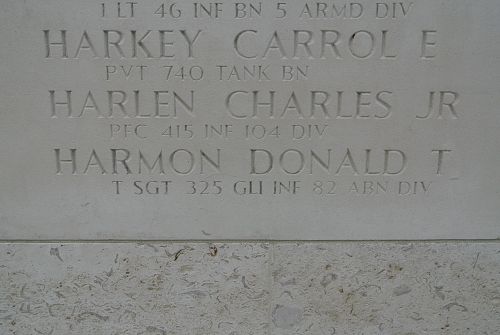 1 LT 46 INF BN 5 ARMD DIV
HARKEY CARROL E
PVT 740 TANK BN
HARLEN CHARLES JR
PFC 415 INF 104 DIV
HARMON DONALD T
T SGT 325 GLI INF 82 ABN DIV